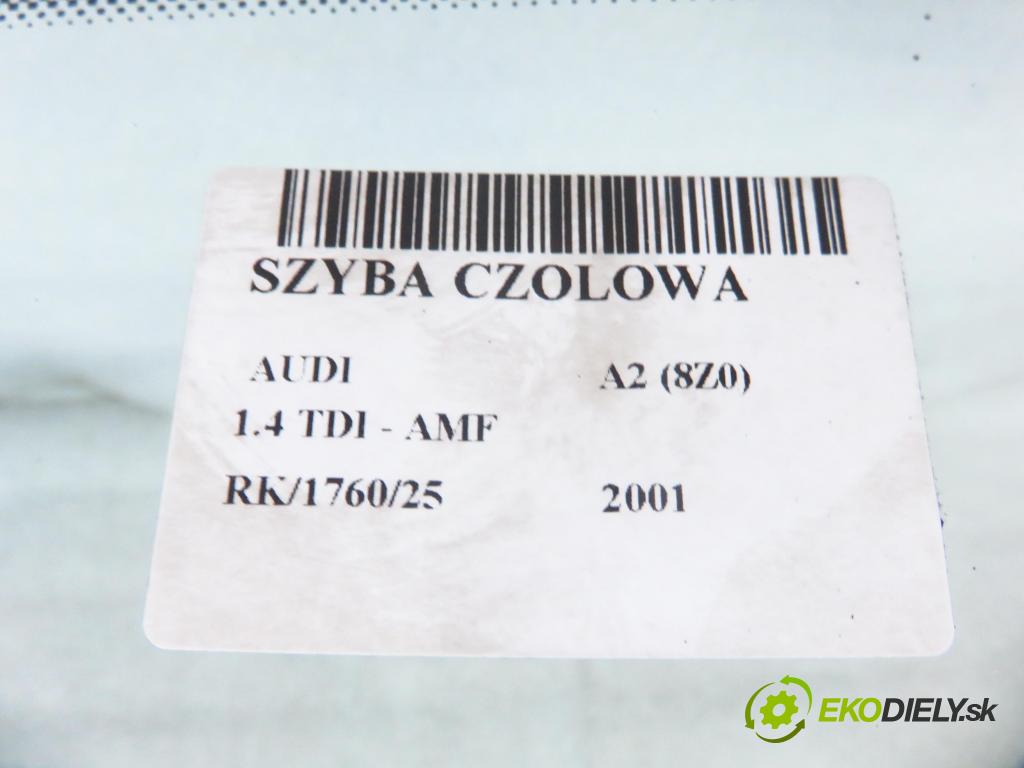 SZYBA CZOLOWA
AUDI A2 (8Z0)
1.4 TDI - AMF
RK/1760/25 2001
EKODIELY.sk